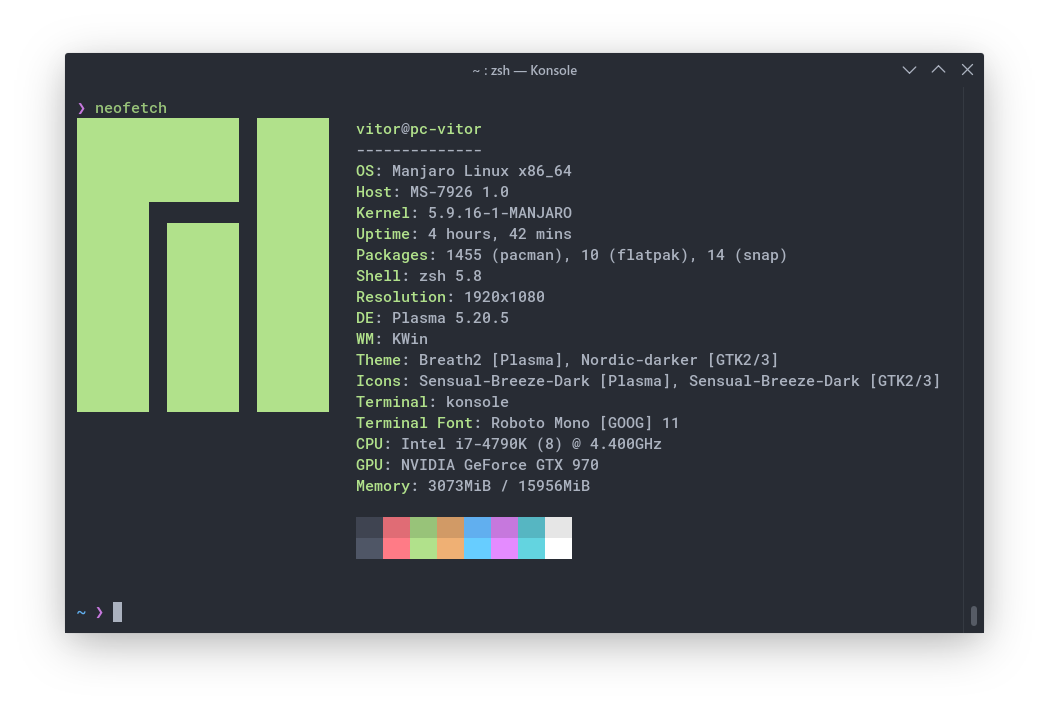 ~ : zsh — Konsole
❯ neofetch
vitor@pc-vitor
--------------
OS: Manjaro Linux x86_64
Host: MS-7926 1.0
Kernel: 5.9.16-1-MANJARO
Uptime: 4 hours, 42 mins
Packages: 1455 (pacman), 10 (flatpak), 14 (snap)
Shell: zsh 5.8
Resolution: 1920x1080
DE: Plasma 5.20.5
WM: KWin
Theme: Breath2 [Plasma], Nordic-darker [GTK2/3]
Icons: Sensual-Breeze-Dark [Plasma], Sensual-Breeze-Dark [GTK2/3]
Terminal: konsole
Terminal Font: Roboto Mono [GOOG] 11
CPU: Intel i7-4790K (8) @ 4.400GHz
GPU: NVIDIA GeForce GTX 970
Memory: 3073MiB / 15956MiB
~ ❯